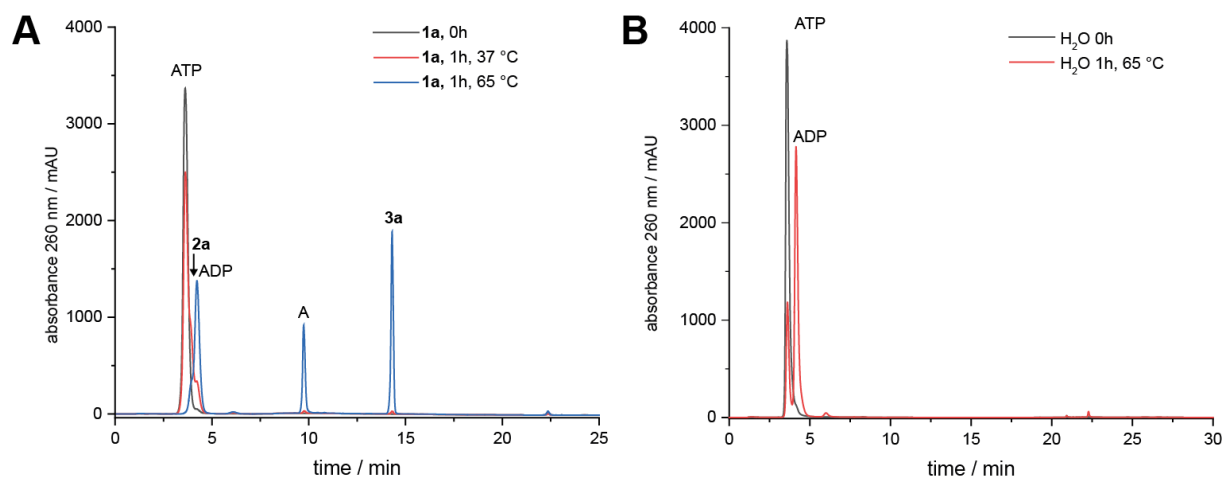 A
absorbance 260 nm / mAU
4000
3000
2000
1000
0
0
5
10
15
20
25
time / min
1a, 0h
1a, 1h, 37 °C
1a, 1h, 65 °C
ATP
2a
ADP
A
3a
B
absorbance 260 nm / mAU
4000
3000
2000
1000
0
0
5
10
15
20
25
30
time / min
H₂O 0h
H₂O 1h, 65 °C
ATP
ADP